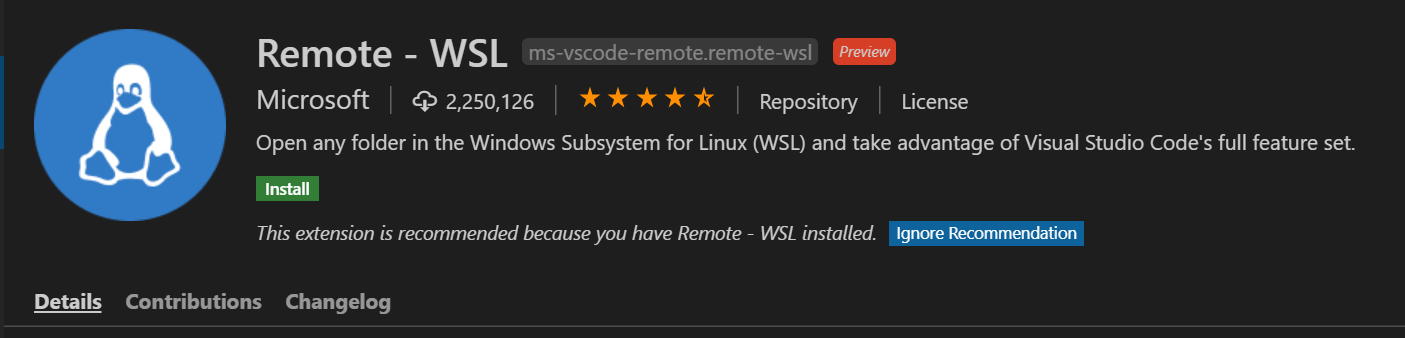 Remote - WSL ms-vscode-remote.remote-wsl Preview
Microsoft 2,250,126 Repository License
Open any folder in the Windows Subsystem for Linux (WSL) and take advantage of Visual Studio Code's full feature set.
Install
This extension is recommended because you have Remote - WSL installed. Ignore Recommendation
Details Contributions Changelog